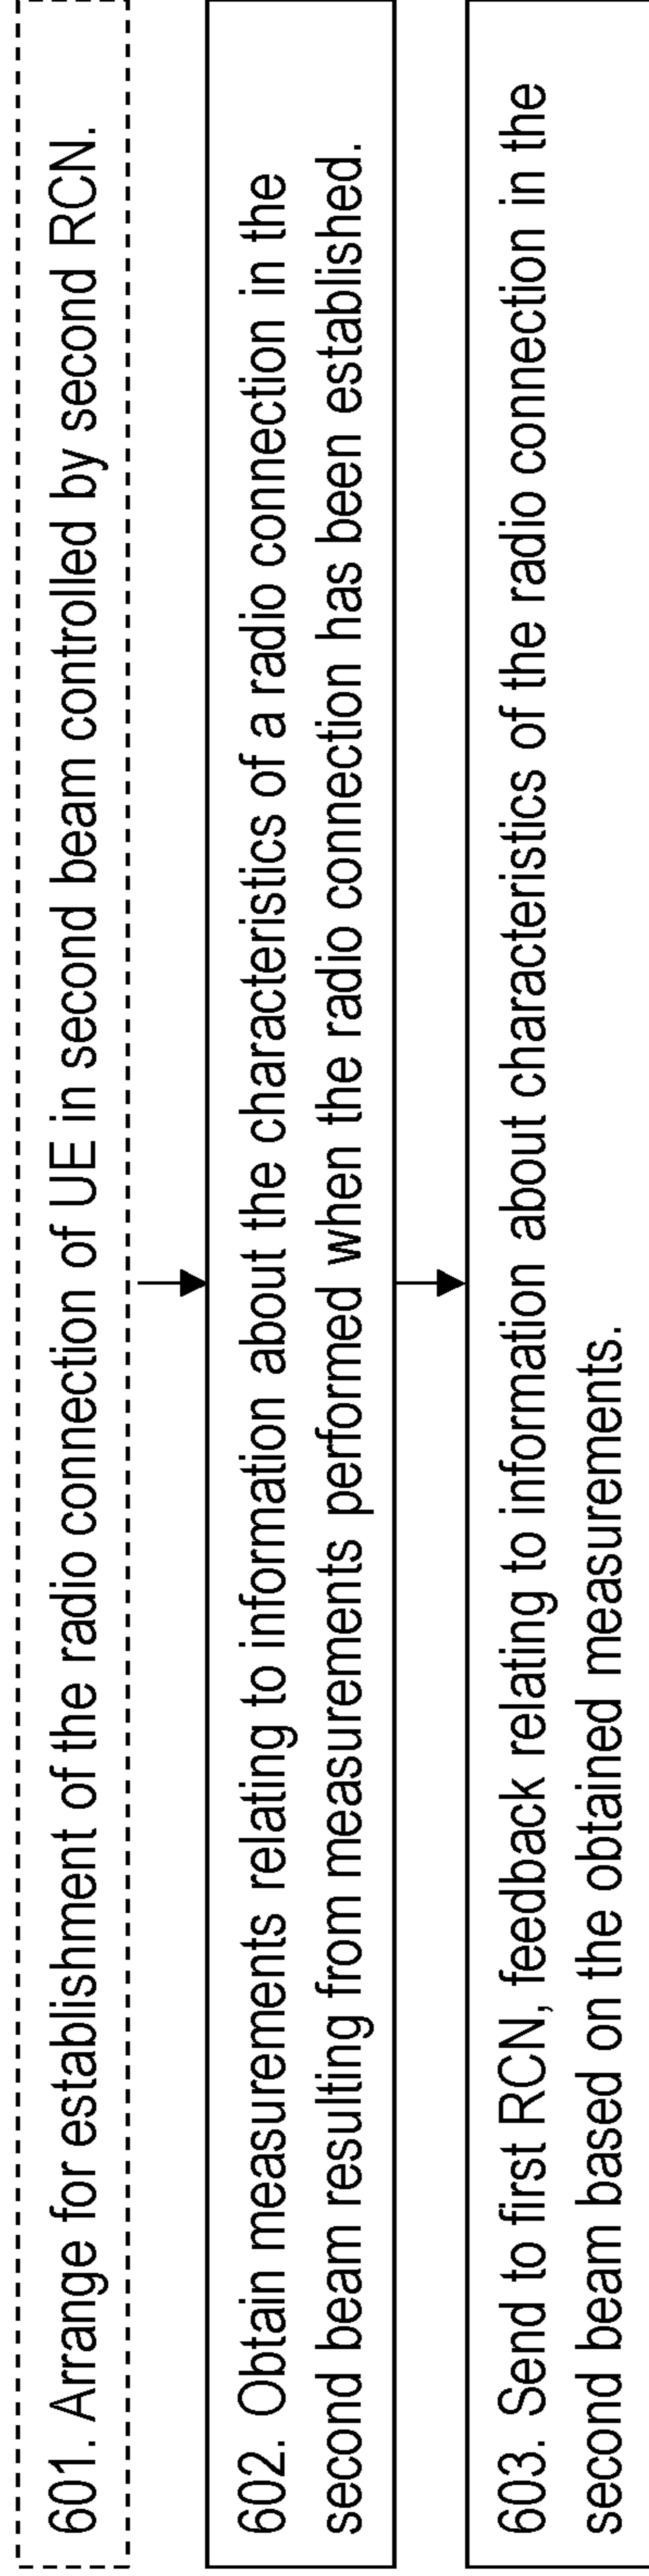 601. Arrange for establishment of the radio connection of UE in second beam controlled by second RCN.
602. Obtain measurements relating to information about the characteristics of a radio connection in the
second beam resulting from measurements performed when the radio connection has been established.
603. Send to first RCN, feedback relating to information about characteristics of the radio connection in the
second beam based on the obtained measurements.